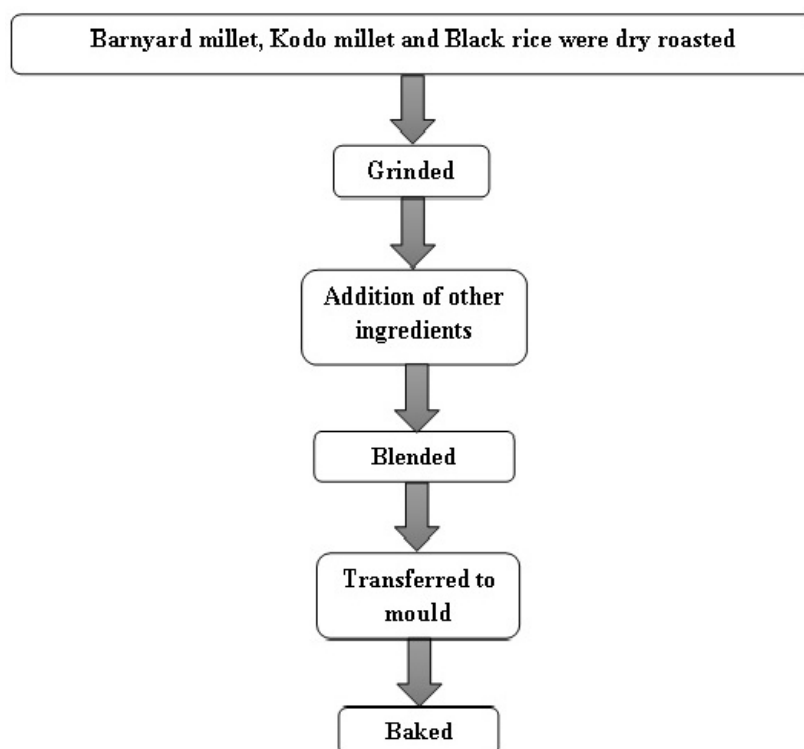 Barnyard millet, Kodo millet and Black rice were dry roasted
Grinded
Addition of other
ingredients
Blended
Transferred to
mould
Baked